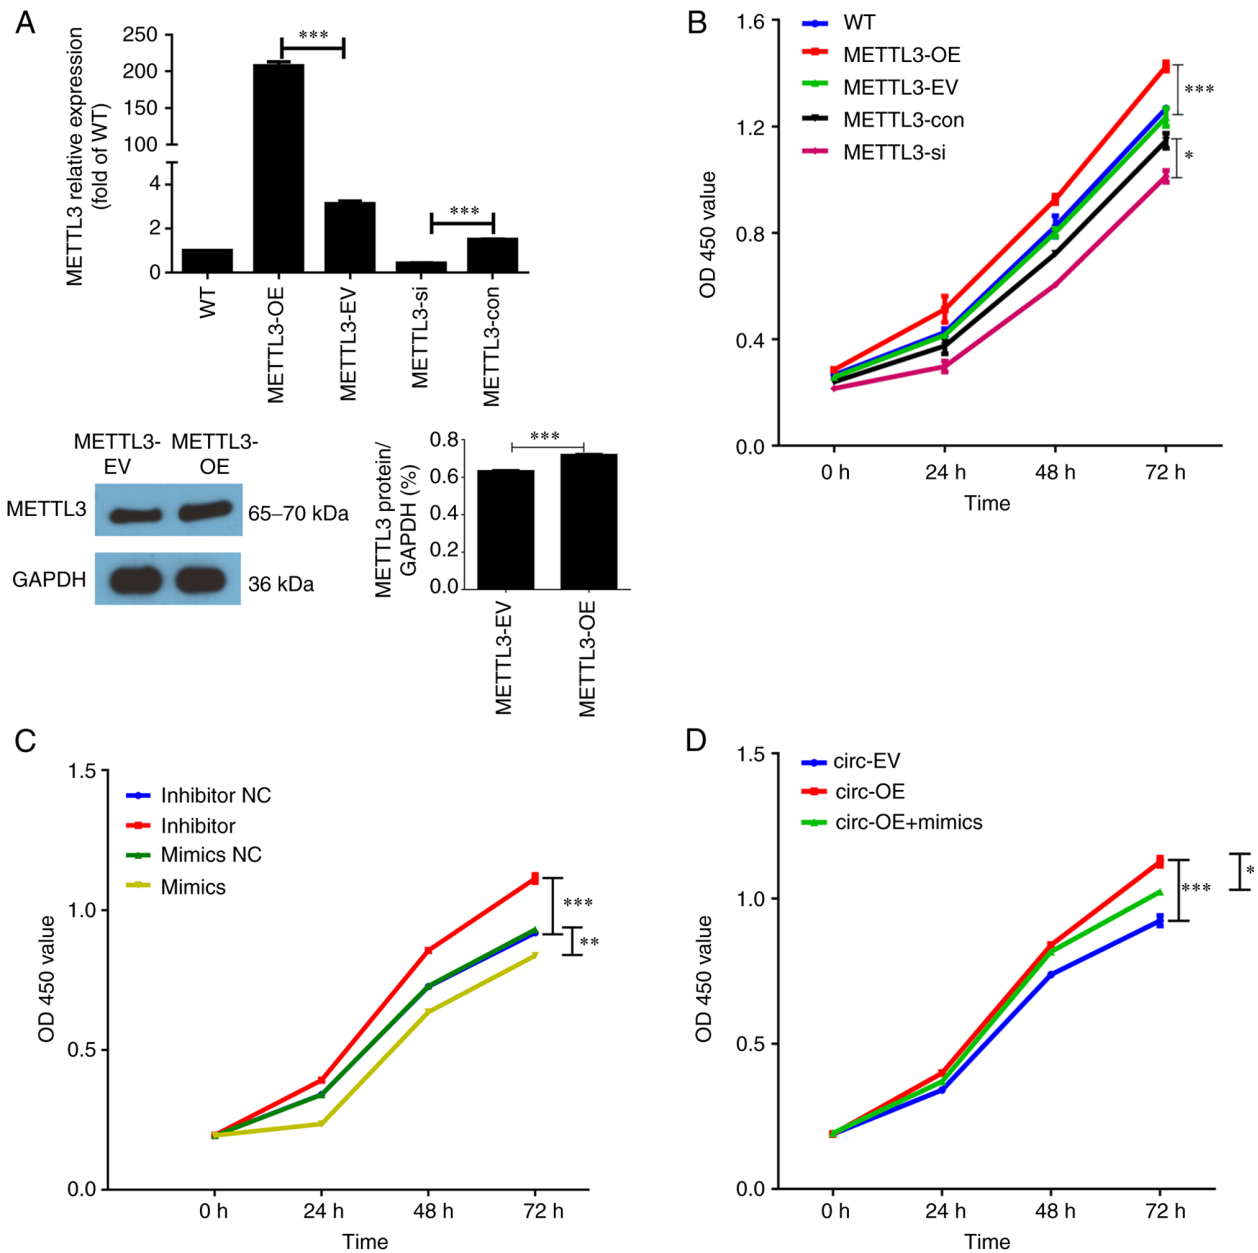 A
METTL3 relative expression
(fold of WT)
250
200
150
100
4
2
0
***
***
WT
METTL3-OE
METTL3-EV
METTL3-si
METTL3-con
METTL3-
EV
METTL3-
OE
METTL3
65–70 kDa
GAPDH
36 kDa
METTL3 protein/
GAPDH (%)
0.8
0.6
0.4
0.2
0.0
***
METTL3-EV
METTL3-OE
B
OD 450 value
1.6
1.2
0.8
0.4
0.0
WT
METTL3-OE
METTL3-EV
METTL3-con
METTL3-si
***
*
0 h 24 h 48 h 72 h
Time
C
OD 450 value
1.5
1.0
0.5
0.0
Inhibitor NC
Inhibitor
Mimics NC
Mimics
***
**
0 h 24 h 48 h 72 h
Time
D
OD 450 value
1.5
1.0
0.5
0.0
circ-EV
circ-OE
circ-OE+mimics
***
*
0 h 24 h 48 h 72 h
Time